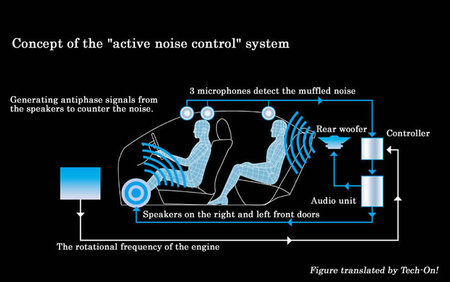 Concept of the "active noise control" system
3 microphones detect the muffled noise
Generating antiphase signals from
the speakers to counter the noise.
Rear woofer
Controller
Audio unit
Speakers on the right and left front doors
The rotational frequency of the engine
Figure translated by Tech-On!